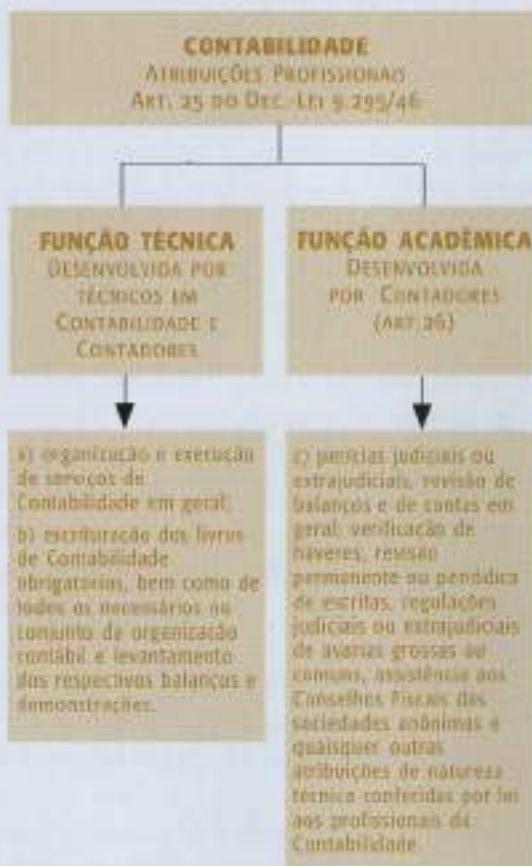 CONTABILIDADE
ATRIBUIÇÕES PROFISSIONAIS
ART. 25 DO DEC.-LEI 9.295/46
FUNÇÃO TÉCNICA
DESENVOLVIDA POR
TÉCNICOS EM
CONTABILIDADE E
CONTADORES
FUNÇÃO ACADÊMICA
DESENVOLVIDA
POR CONTADORES
(ART 26)
a) organização e execução
de serviços de
Contabilidade em geral;
b) escrituração dos livros
de Contabilidade
obrigatórios, bem como de
todos os necessários no
conjunto da organização
contábil e levantamento
dos respectivos balanços e
demonstrações.
c) perícias judiciais ou
extrajudiciais, revisão de
balanços e de contas em
geral, verificação de
haveres, revisão
permanente ou periódica
de escritas, regulações
judiciais ou extrajudiciais
de avarias grossas ou
comuns, assistência aos
Conselhos Fiscais das
sociedades anônimas e
quaisquer outras
atribuições de natureza
técnica conferidas por lei
aos profissionais da
Contabilidade.